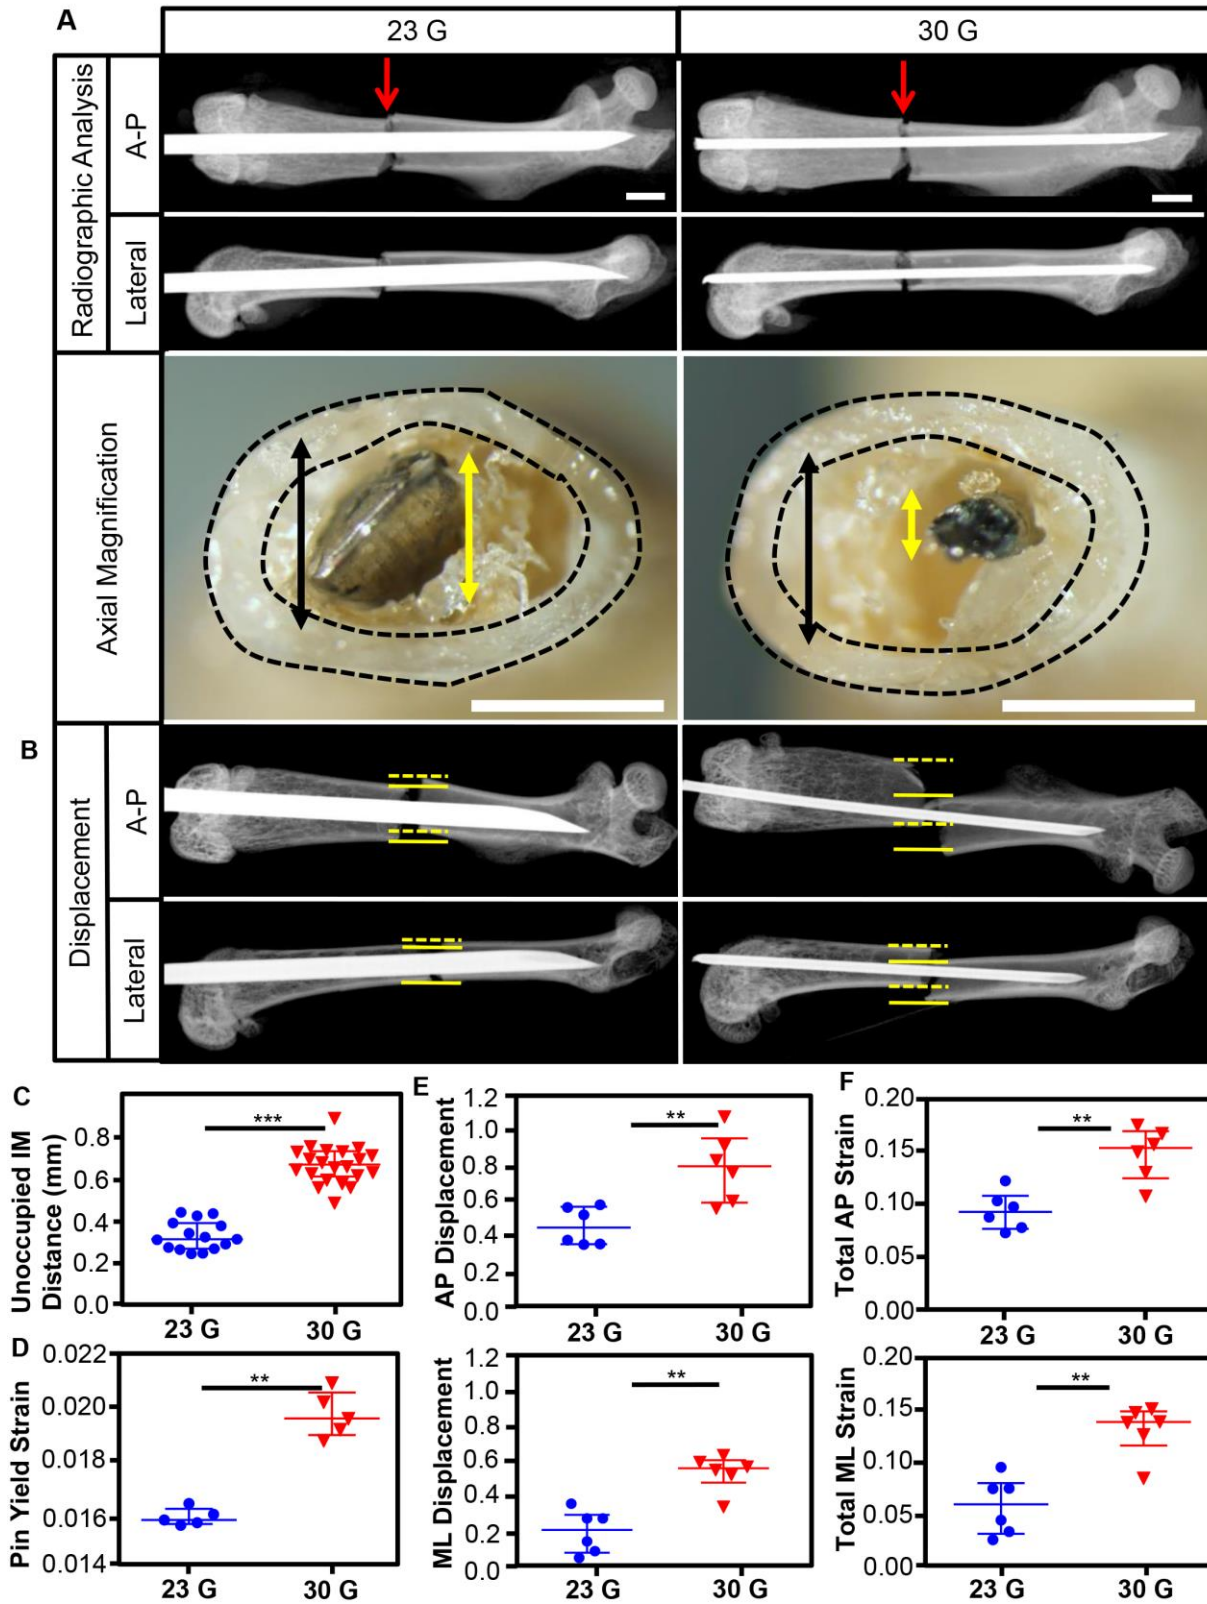 A
23 G
30 G
Radiographic Analysis
A-P
Lateral
Axial Magnification
B
Displacement
A-P
Lateral
C
Unoccupied IM
Distance (mm)
0.8
0.6
0.4
0.2
0.0
***
23 G
30 G
D
Pin Yield Strain
0.022
0.020
0.018
0.016
0.014
**
23 G
30 G
E
AP Displacement
1.2
1.0
0.8
0.6
0.4
0.2
0.0
**
23 G
30 G
ML Displacement
1.2
1.0
0.8
0.6
0.4
0.2
0.0
**
23 G
30 G
F
Total AP Strain
0.20
0.15
0.10
0.05
0.00
**
23 G
30 G
Total ML Strain
0.20
0.15
0.10
0.05
0.00
**
23 G
30 G